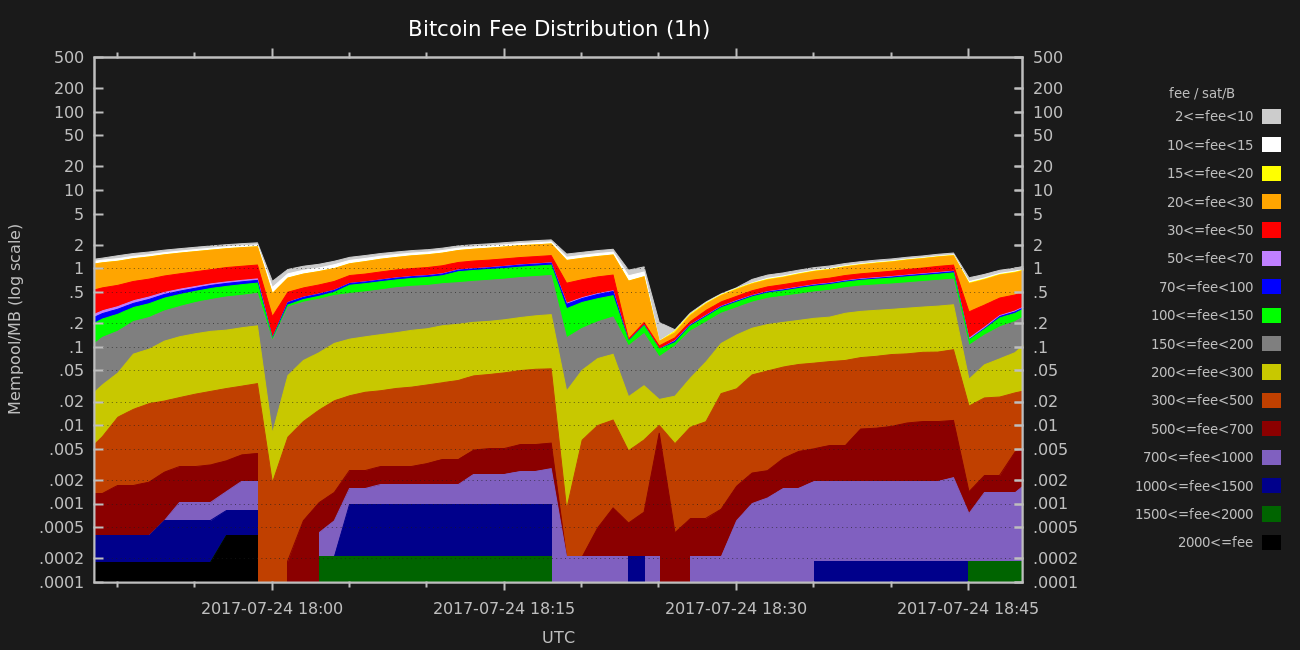 Bitcoin Fee Distribution (1h)
500 500
200 200
100 100
50 50
20 20
10 10
5 5
2 2
1 1
.5 .5
.2 .2
.1 .1
.05 .05
.02 .02
.01 .01
.005 .005
.002 .002
.001 .001
.0005 .0005
.0002 .0002
.0001 .0001
Mempool/MB (log scale)
2017-07-24 18:00 2017-07-24 18:15 2017-07-24 18:30 2017-07-24 18:45
UTC
fee / sat/B
2<=fee<10
10<=fee<15
15<=fee<20
20<=fee<30
30<=fee<50
50<=fee<70
70<=fee<100
100<=fee<150
150<=fee<200
200<=fee<300
300<=fee<500
500<=fee<700
700<=fee<1000
1000<=fee<1500
1500<=fee<2000
2000<=fee